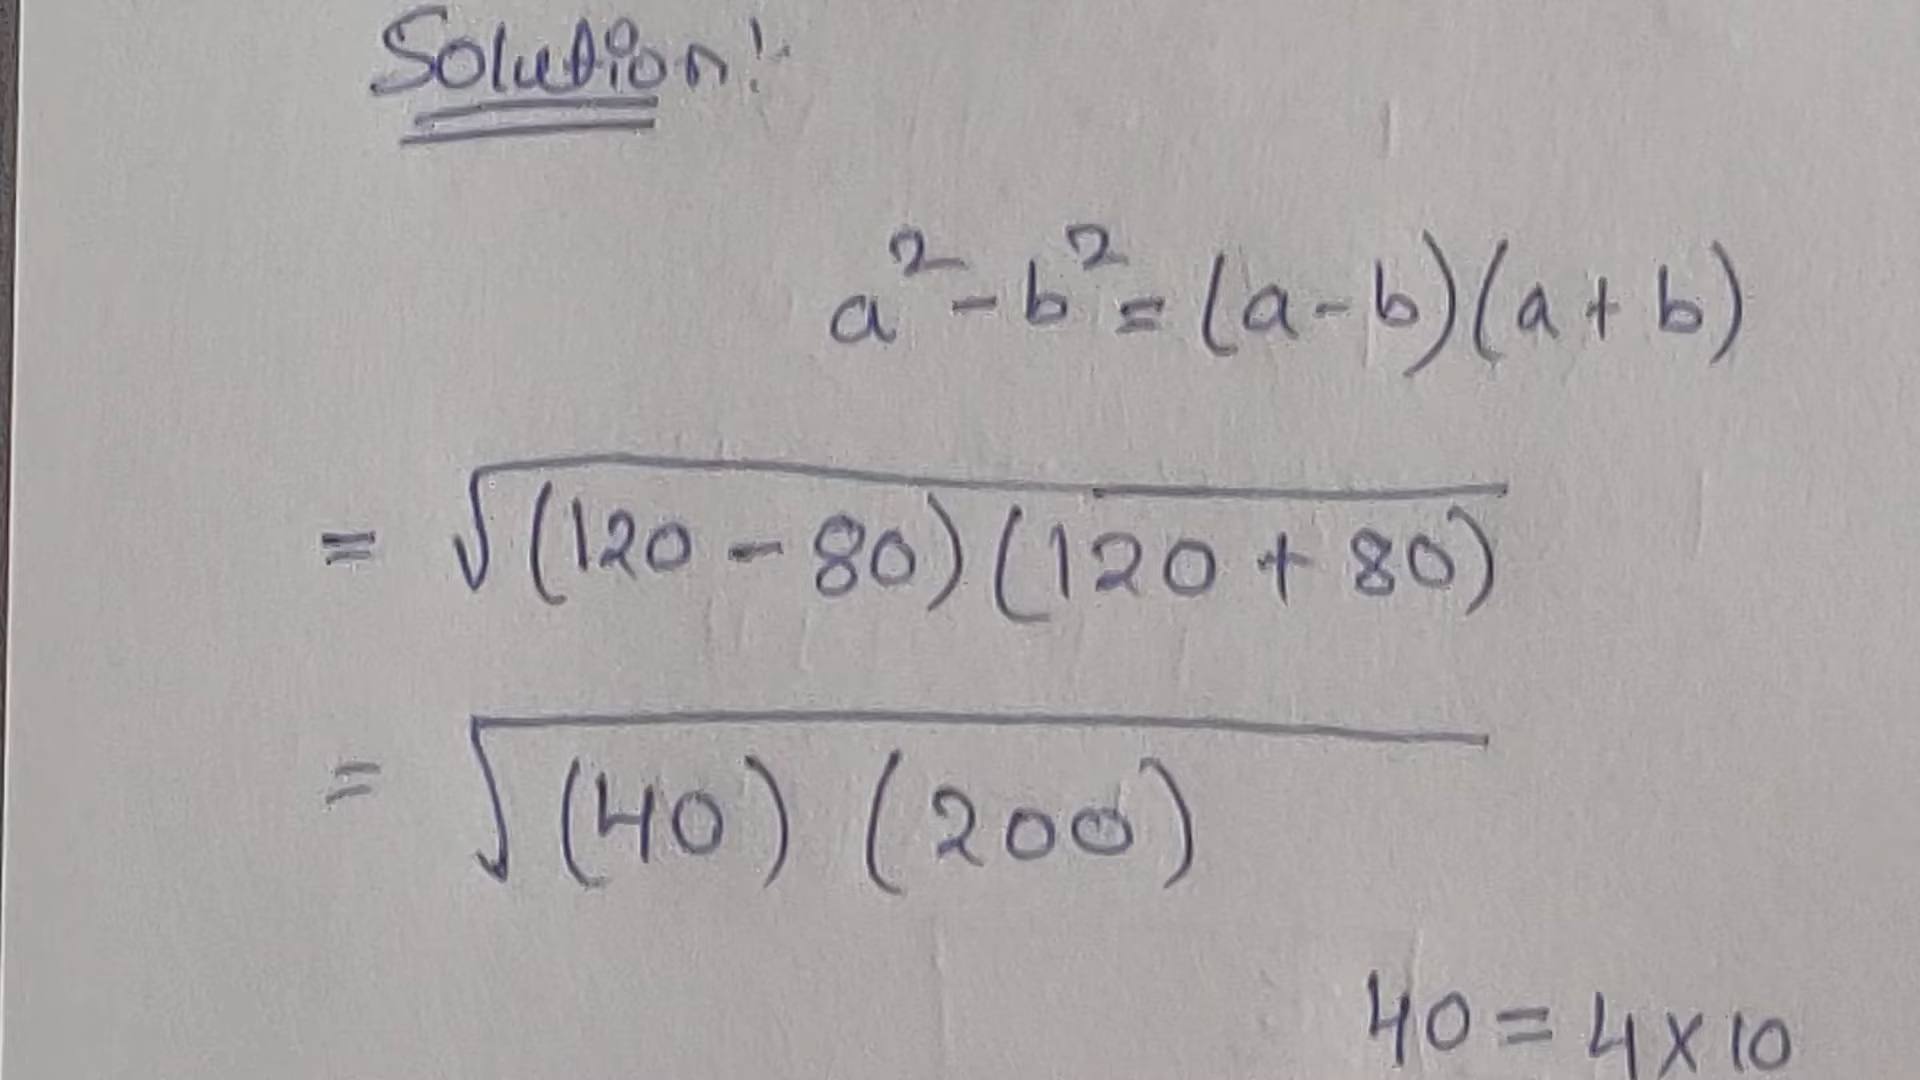 Solution:
a² - b² = (a - b)(a + b)
= √(120 - 80)(120 + 80)
= √(40) (200)
40 = 4 x 10